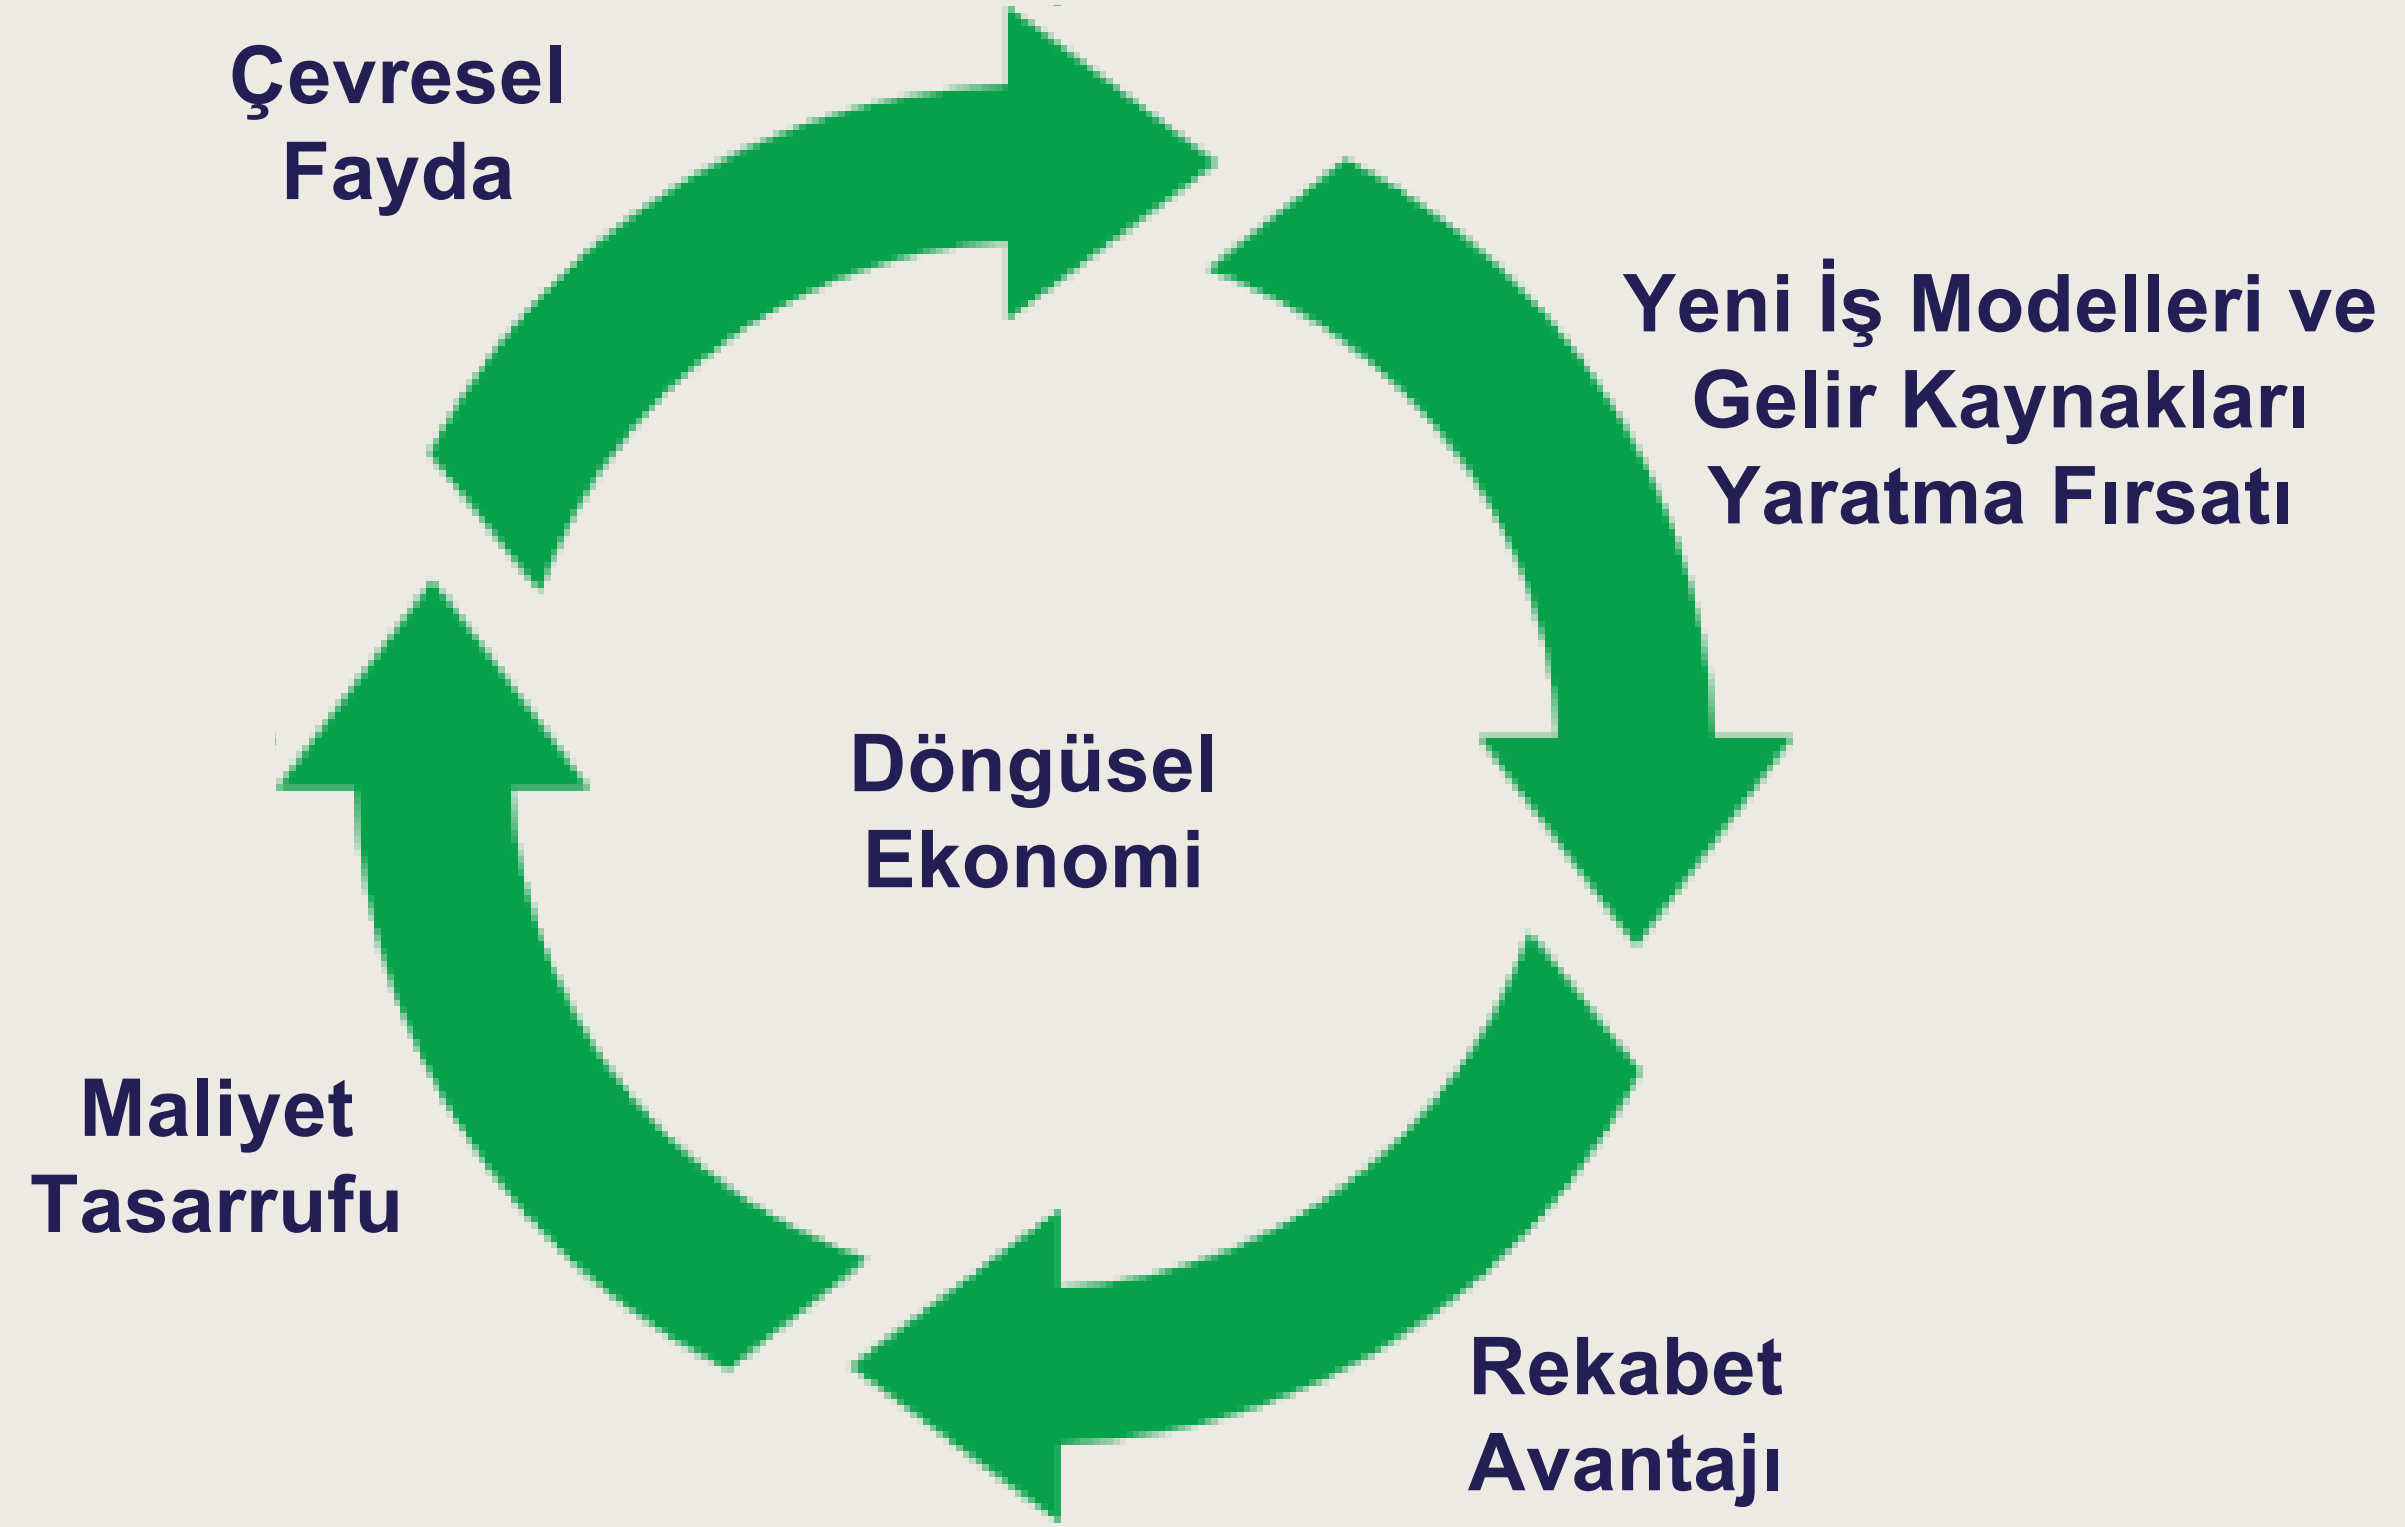 Çevresel
Fayda
Yeni İş Modelleri ve
Gelir Kaynakları
Yaratma Fırsatı
Döngüsel
Ekonomi
Maliyet
Tasarrufu
Rekabet
Avantajı